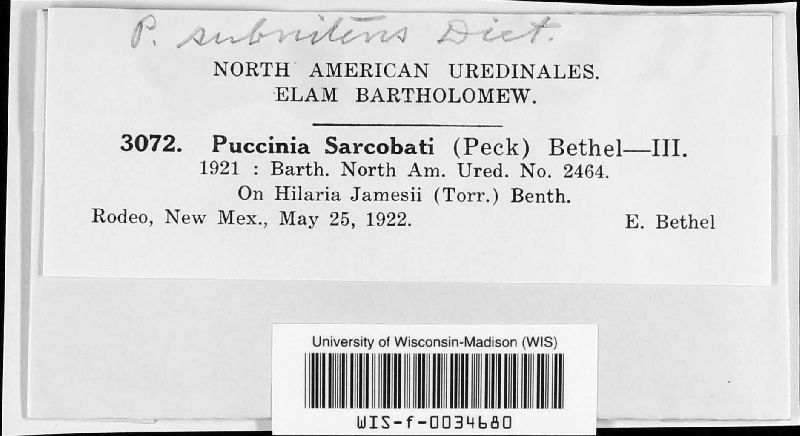 P. subnitens Diet.
NORTH AMERICAN UREDINALES.
ELAM BARTHOLOMEW.
3072. Puccinia Sarcobati (Peck) Bethel—III.
1921 : Barth. North Am. Ured. No. 2464.
On Hilaria Jamesii (Torr.) Benth.
Rodeo, New Mex., May 25, 1922. E. Bethel
University of Wisconsin-Madison (WIS)
WIS-f-0034680